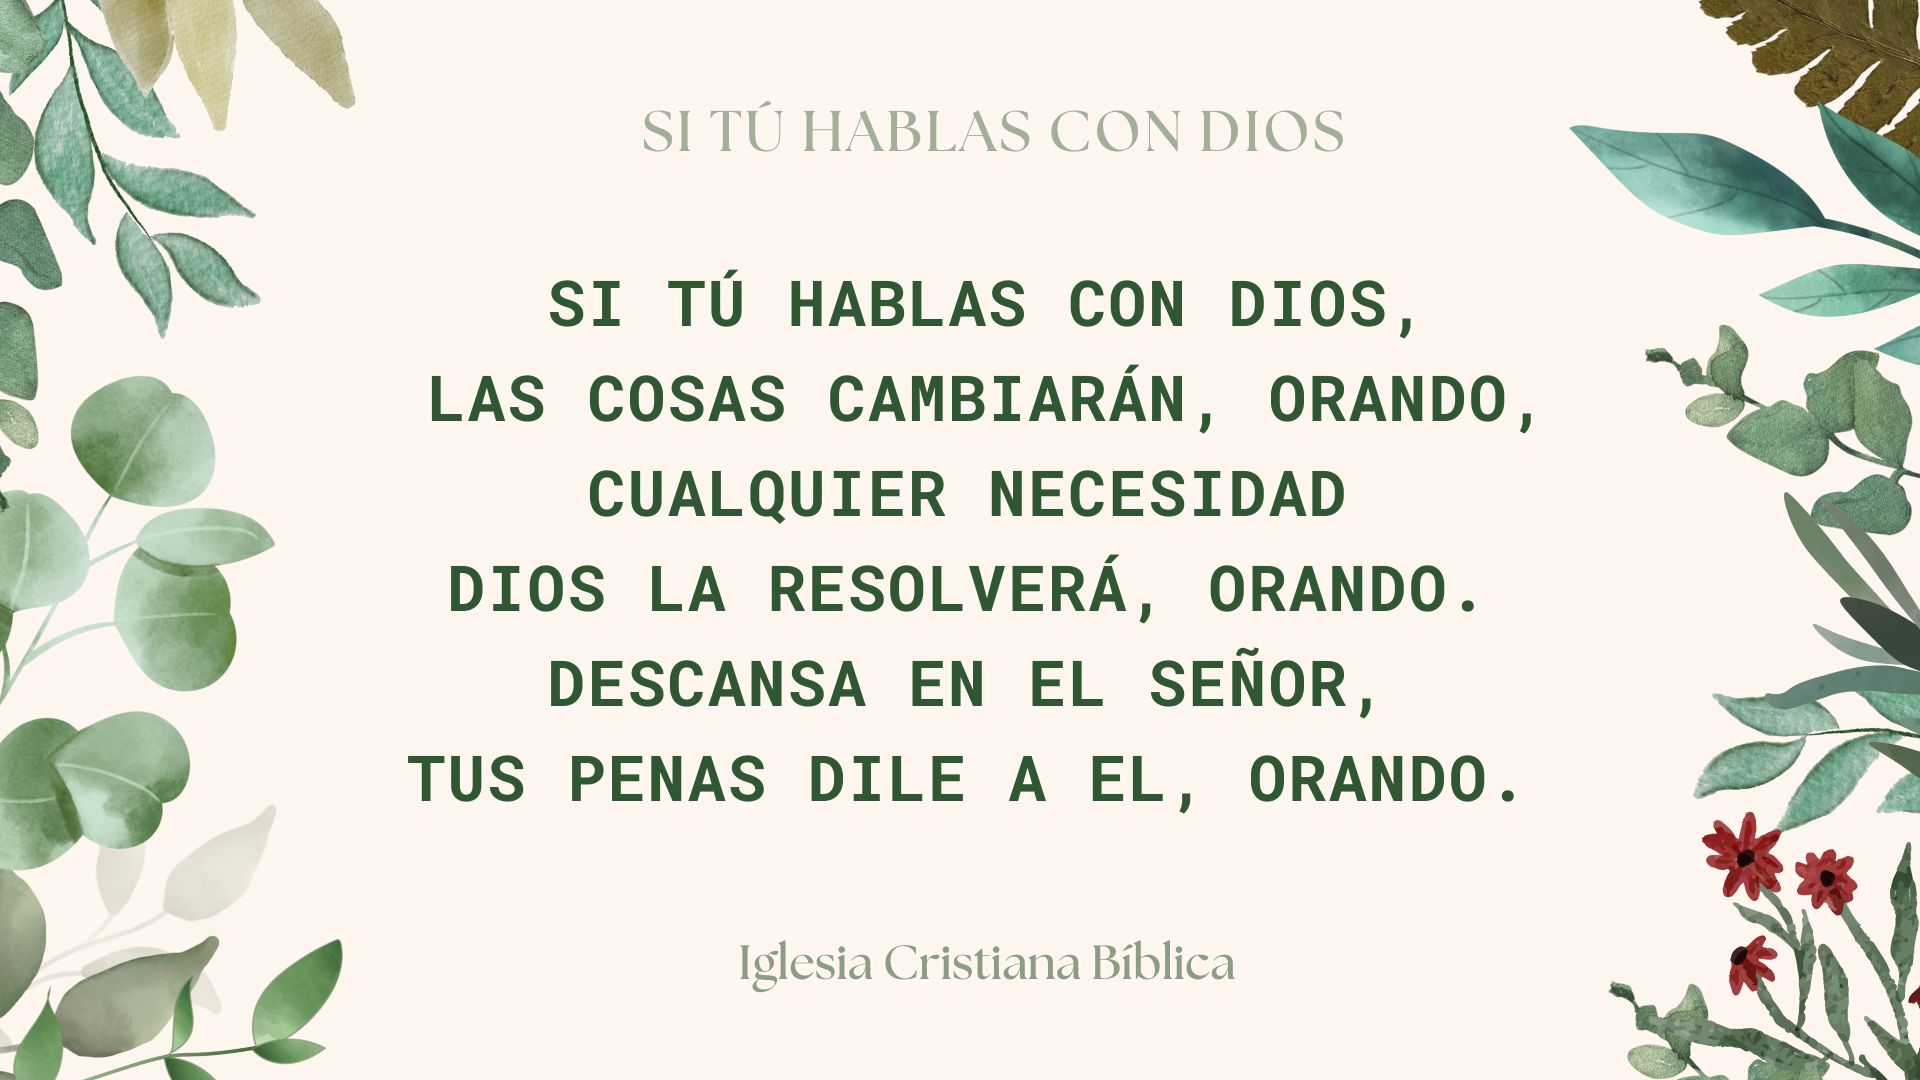 SI TÚ HABLAS CON DIOS
SI TÚ HABLAS CON DIOS,
LAS COSAS CAMBIARÁN, ORANDO,
CUALQUIER NECESIDAD
DIOS LA RESOLVERÁ, ORANDO.
DESCANSA EN EL SEÑOR,
TUS PENAS DILE A EL, ORANDO.
Iglesia Cristiana Bíblica